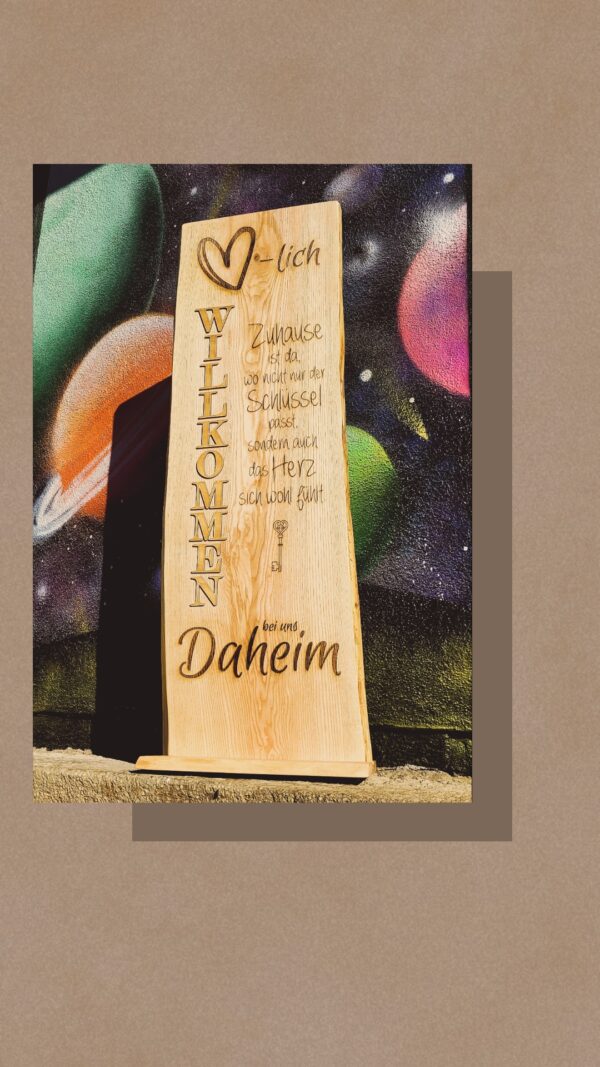 -lich
WILLKOMMEN
Zuhause
ist da,
wo nicht nur der
Schlüssel
passt,
sondern auch
das Herz
sich wohl fühlt.
bei uns
Daheim